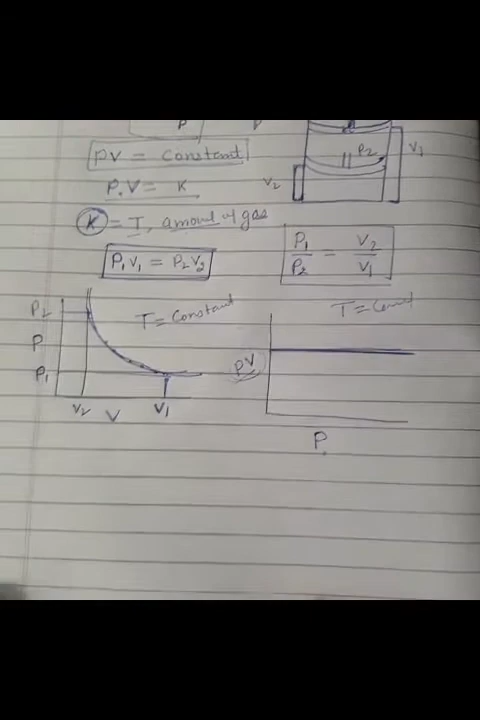 P P
PV = Constant
P.V = K
K = T, amount of gas
P2 V1
V2
P1V1 = P2V2
P1/P2 = V2/V1
P2 T = Constant
P
P1
V2 V V1
T = Const
PV
P.